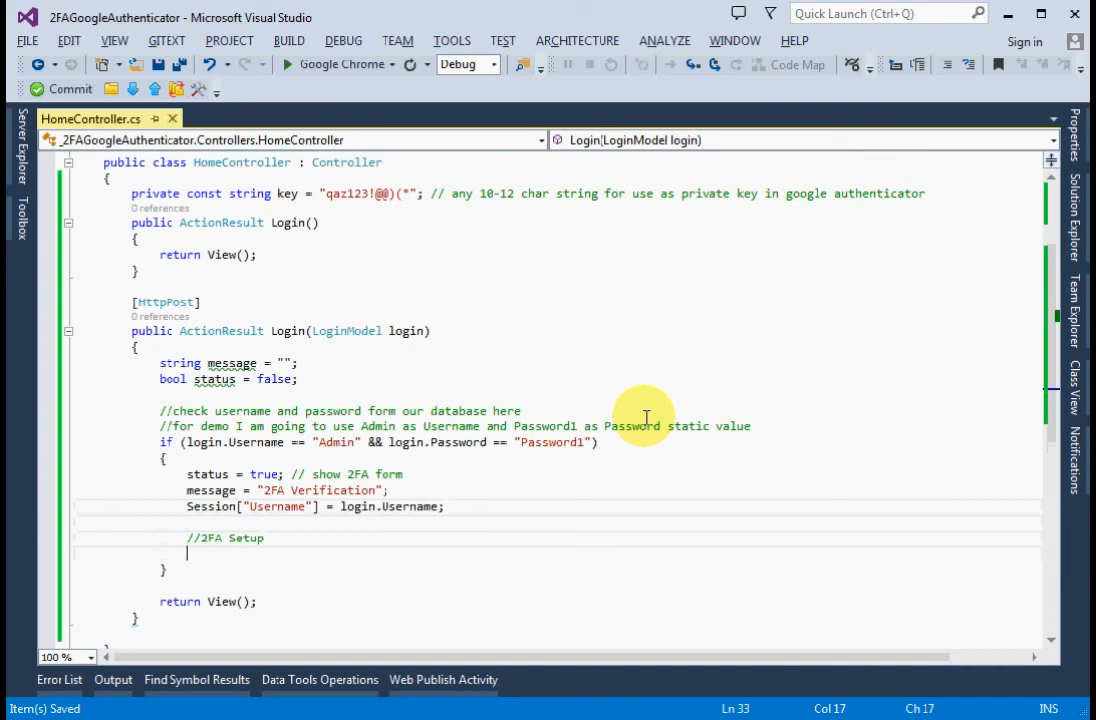 2FAGoogleAuthenticator - Microsoft Visual Studio
Quick Launch (Ctrl+Q)
FILE EDIT VIEW GITEXT PROJECT BUILD DEBUG TEAM TOOLS TEST ARCHITECTURE ANALYZE WINDOW HELP Sign in
Google Chrome Debug Code Map
Commit
Server Explorer
Toolbox
HomeController.cs
_2FAGoogleAuthenticator.Controllers.HomeController
Login(LoginModel login)
public class HomeController : Controller
{
private const string key = "qaz123!@@)(*"; // any 10-12 char string for use as private key in google authenticator
0 references
public ActionResult Login()
{
return View();
}
[HttpPost]
0 references
public ActionResult Login(LoginModel login)
{
string message = "";
bool status = false;
//check username and password form our database here
//for demo I am going to use Admin as Username and Password1 as Password static value
if (login.Username == "Admin" && login.Password == "Password1")
{
status = true; // show 2FA form
message = "2FA Verification";
Session["Username"] = login.Username;
//2FA Setup
}
return View();
}
100 %
Properties
Solution Explorer
Team Explorer
Class View
Notifications
Error List Output Find Symbol Results Data Tools Operations Web Publish Activity
Item(s) Saved Ln 33 Col 17 Ch 17 INS